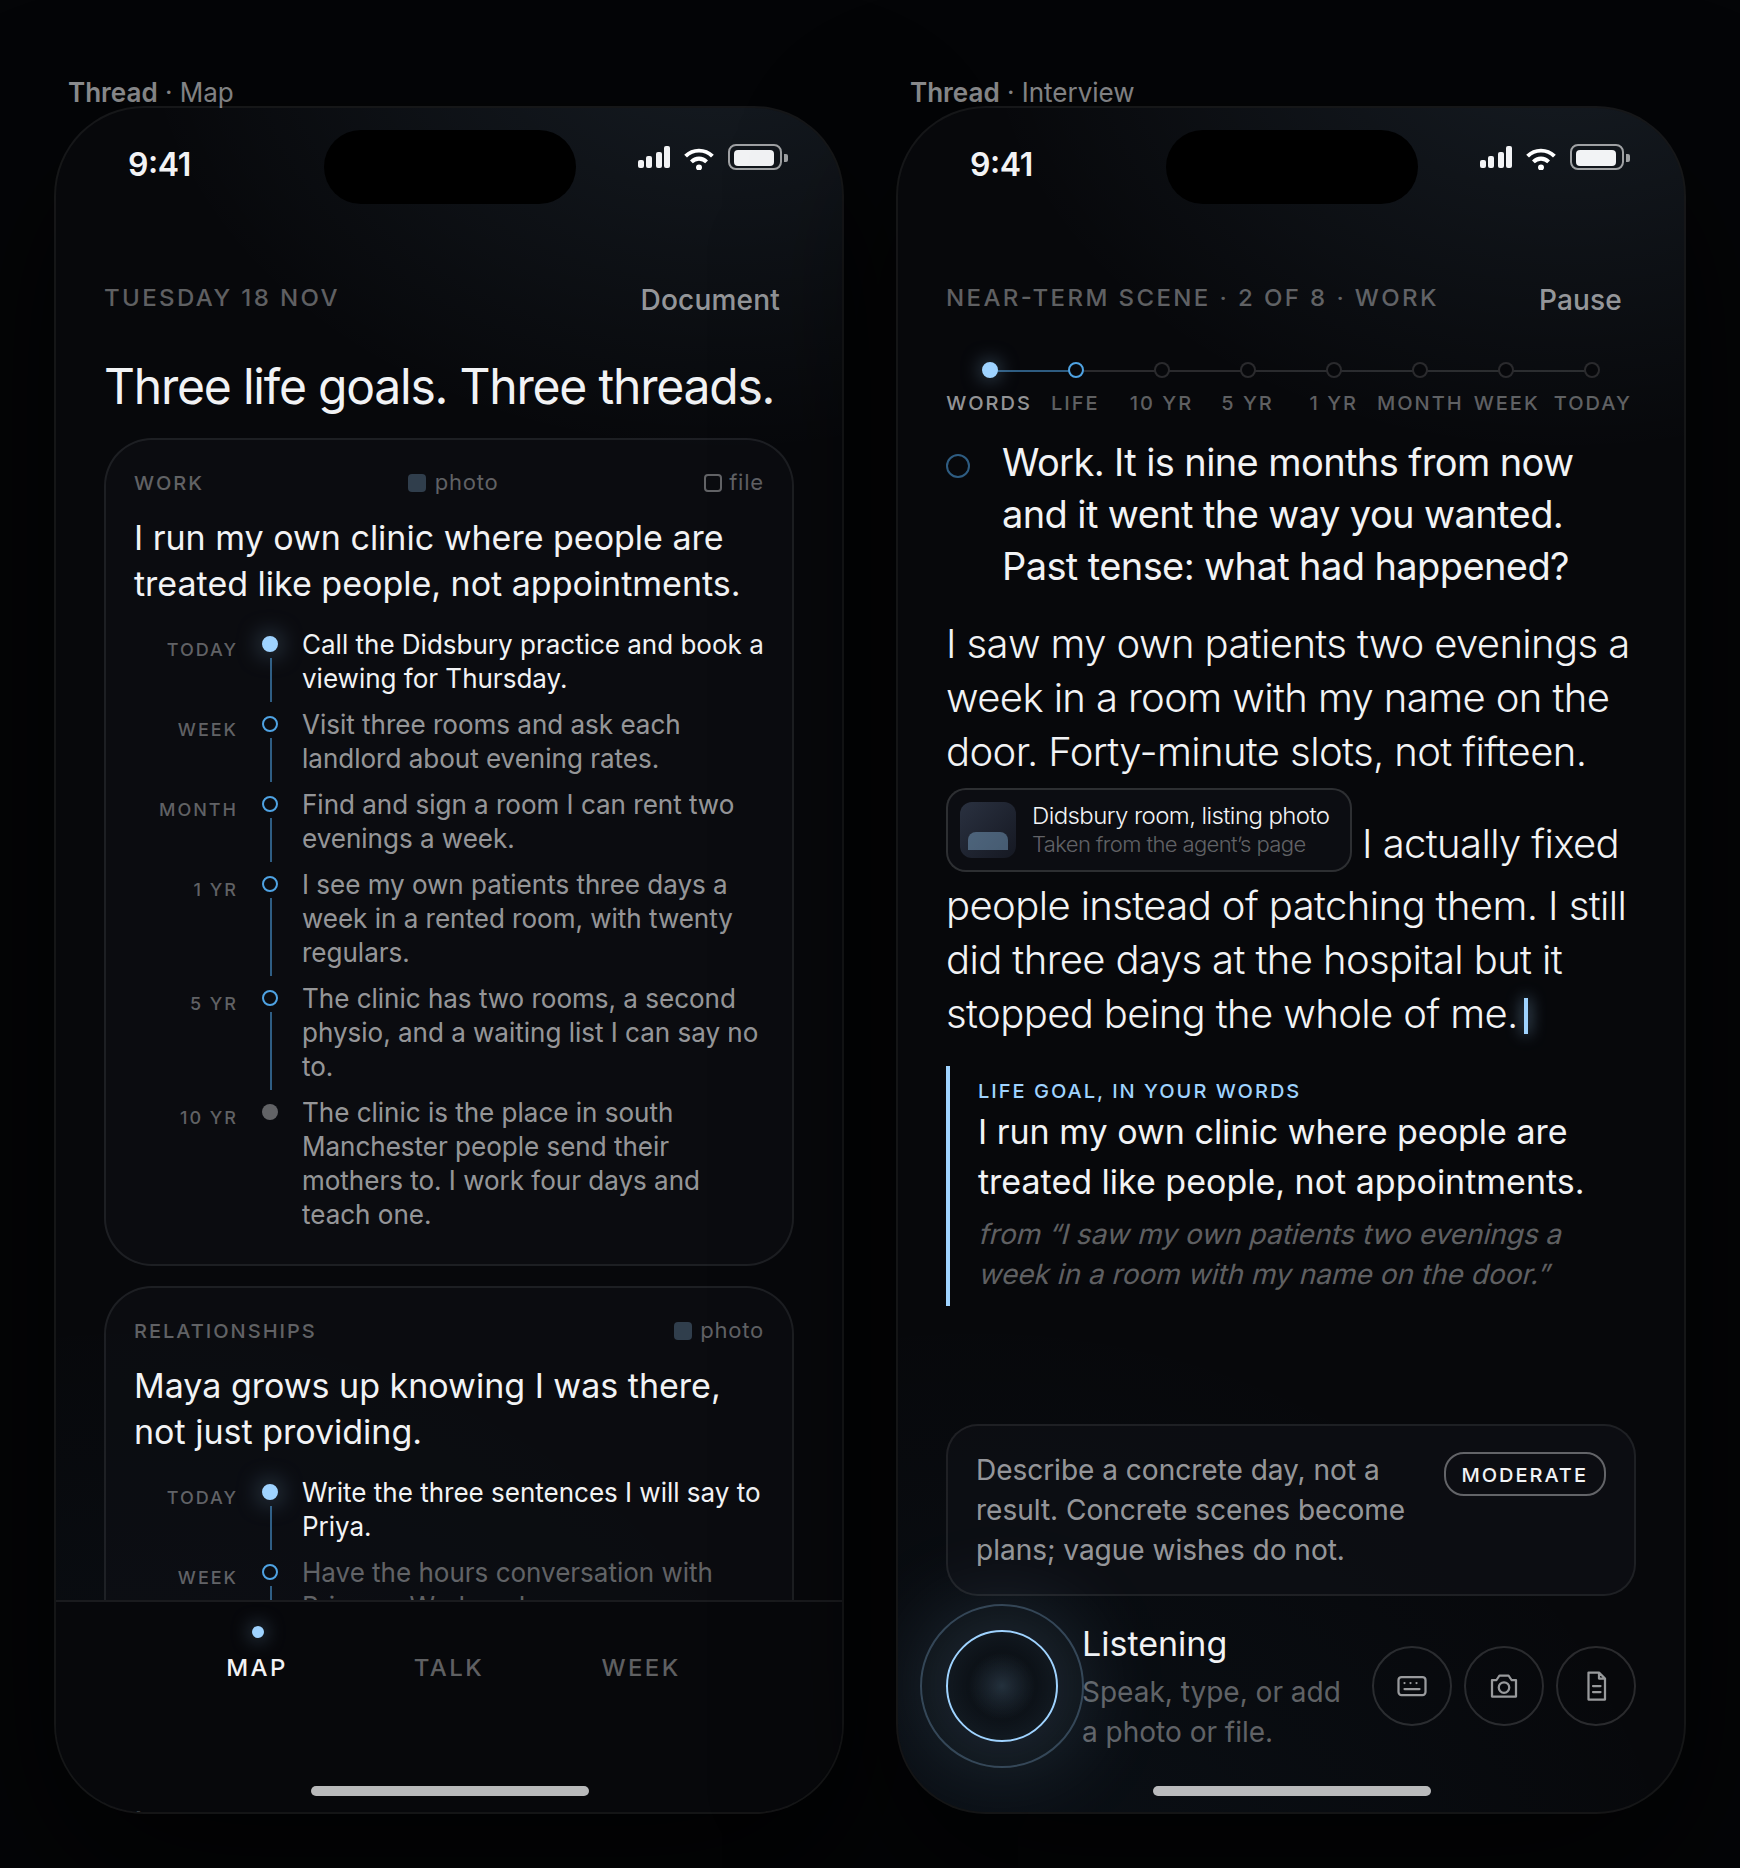 Thread · Map
9:41
TUESDAY 18 NOV
Document
Three life goals. Three threads.
WORK
photo
file
I run my own clinic where people are
treated like people, not appointments.
TODAY
Call the Didsbury practice and book a
viewing for Thursday.
WEEK
Visit three rooms and ask each
landlord about evening rates.
MONTH
Find and sign a room I can rent two
evenings a week.
1 YR
I see my own patients three days a
week in a rented room, with twenty
regulars.
5 YR
The clinic has two rooms, a second
physio, and a waiting list I can say no
to.
10 YR
The clinic is the place in south
Manchester people send their
mothers to. I work four days and
teach one.
RELATIONSHIPS
photo
Maya grows up knowing I was there,
not just providing.
TODAY
Write the three sentences I will say to
Priya.
WEEK
Have the hours conversation with
MAP
TALK
WEEK
Thread · Interview
9:41
NEAR-TERM SCENE · 2 OF 8 · WORK
Pause
WORDS
LIFE
10 YR
5 YR
1 YR
MONTH
WEEK
TODAY
Work. It is nine months from now
and it went the way you wanted.
Past tense: what had happened?
I saw my own patients two evenings a
week in a room with my name on the
door. Forty-minute slots, not fifteen.
Didsbury room, listing photo
Taken from the agent’s page
I actually fixed
people instead of patching them. I still
did three days at the hospital but it
stopped being the whole of me.
LIFE GOAL, IN YOUR WORDS
I run my own clinic where people are
treated like people, not appointments.
from “I saw my own patients two evenings a
week in a room with my name on the door.”
Describe a concrete day, not a
result. Concrete scenes become
plans; vague wishes do not.
MODERATE
Listening
Speak, type, or add
a photo or file.